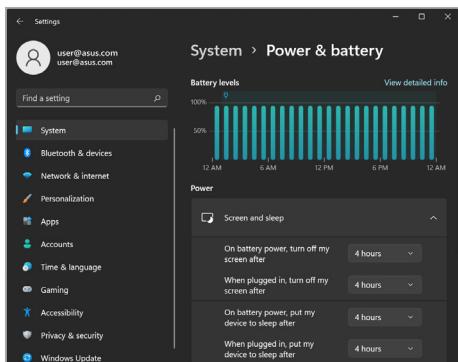 Settings
user@asus.com
user@asus.com
Find a setting
System
Bluetooth & devices
Network & internet
Personalization
Apps
Accounts
Time & language
Gaming
Accessibility
Privacy & security
Windows Update
System > Power & battery
Battery levels
View detailed info
100%
50%
12 AM
6 AM
12 PM
6 PM
12 AM
Power
Screen and sleep
On battery power, turn off my
screen after
4 hours
When plugged in, turn off my
screen after
4 hours
On battery power, put my
device to sleep after
4 hours
When plugged in, put my
device to sleep after
4 hours